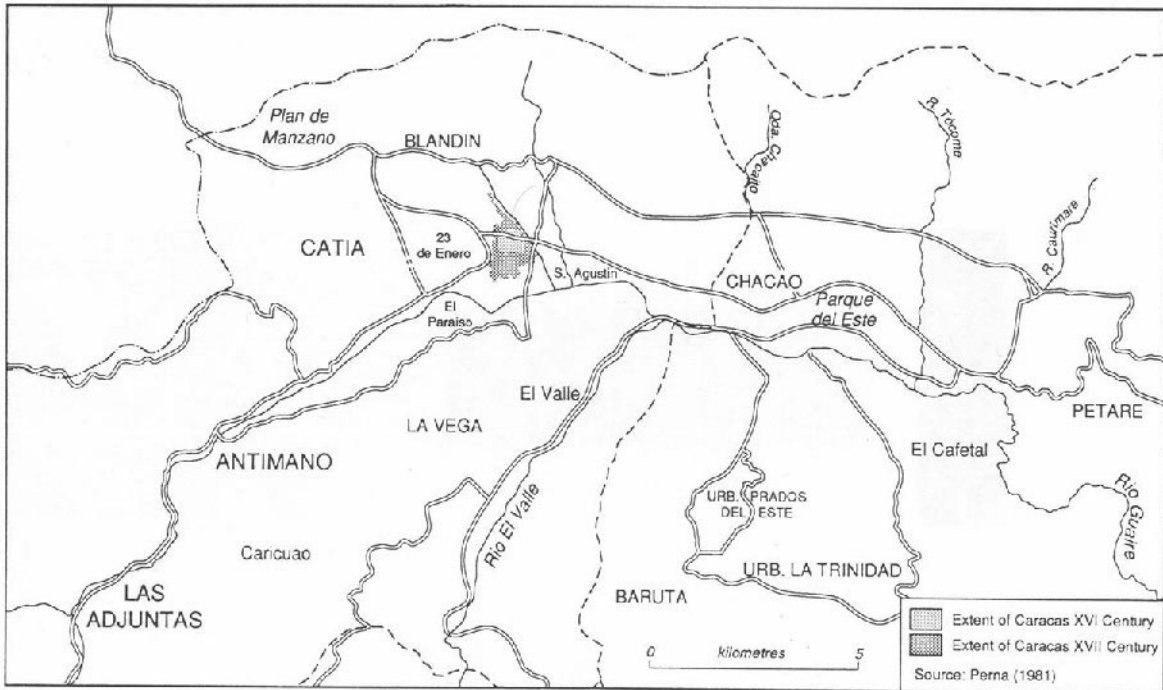 Plan de
Manzano
BLANDIN
Qda. Chacaito
R. Tócome
R. Caurimare
CATIA
23
de Enero
S. Agustín
CHACAO
El
Paraiso
Parque
del Este
El Valle
LA VEGA
PETARE
ANTIMANO
El Cafetal
URB. PRADOS
DEL ESTE
Rio El Valle
Rio Guaire
Caricuao
URB. LA TRINIDAD
LAS
ADJUNTAS
BARUTA
0 kilometres 5
Extent of Caracas XVI Century
Extent of Caracas XVII Century
Source: Perna (1981)